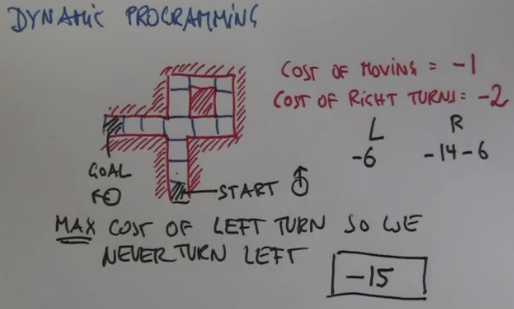 DYNAMIC PROGRAMMING
COST OF MOVING = -1
COST OF RIGHT TURNS = -2
L R
-6 -14-6
GOAL
START
MAX COST OF LEFT TURN SO WE
NEVER TURN LEFT
-15